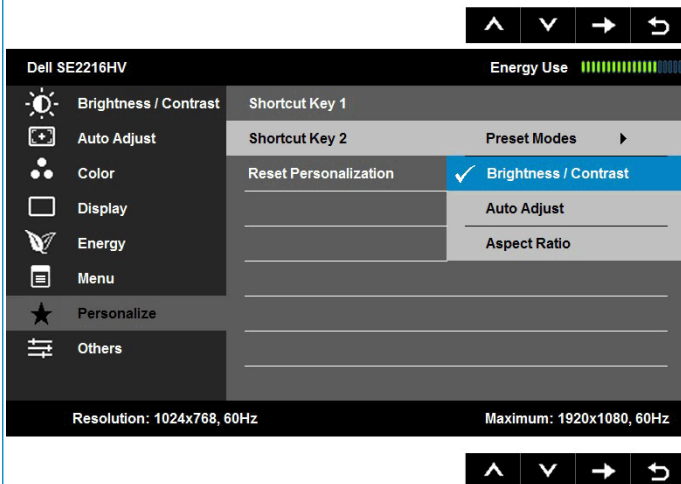 Dell SE2216HV Energy Use
Brightness / Contrast Shortcut Key 1
Auto Adjust Shortcut Key 2 Preset Modes
Color Reset Personalization Brightness / Contrast
Display Auto Adjust
Energy Aspect Ratio
Menu
Personalize
Others
Resolution: 1024x768, 60Hz Maximum: 1920x1080, 60Hz